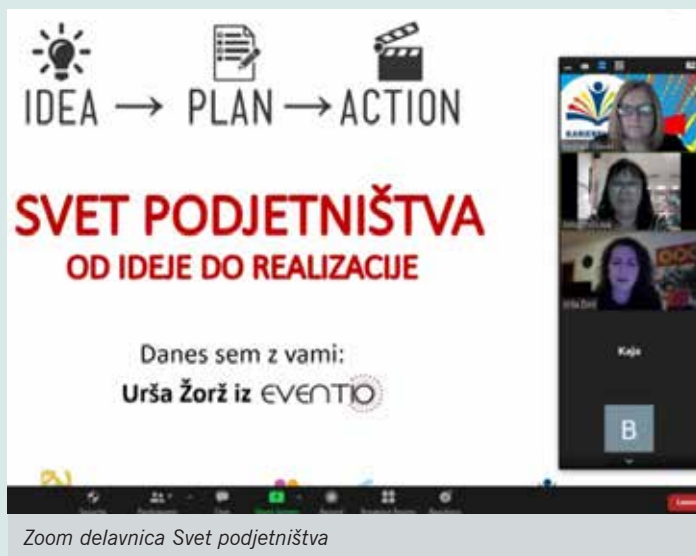 IDEA → PLAN → ACTION
SVET PODJETNIŠTVA
OD IDEJE DO REALIZACIJE
Danes sem z vami:
Urša Žorž iz EVENTIO
Kaja
B
Zoom delavnica Svet podjetništva